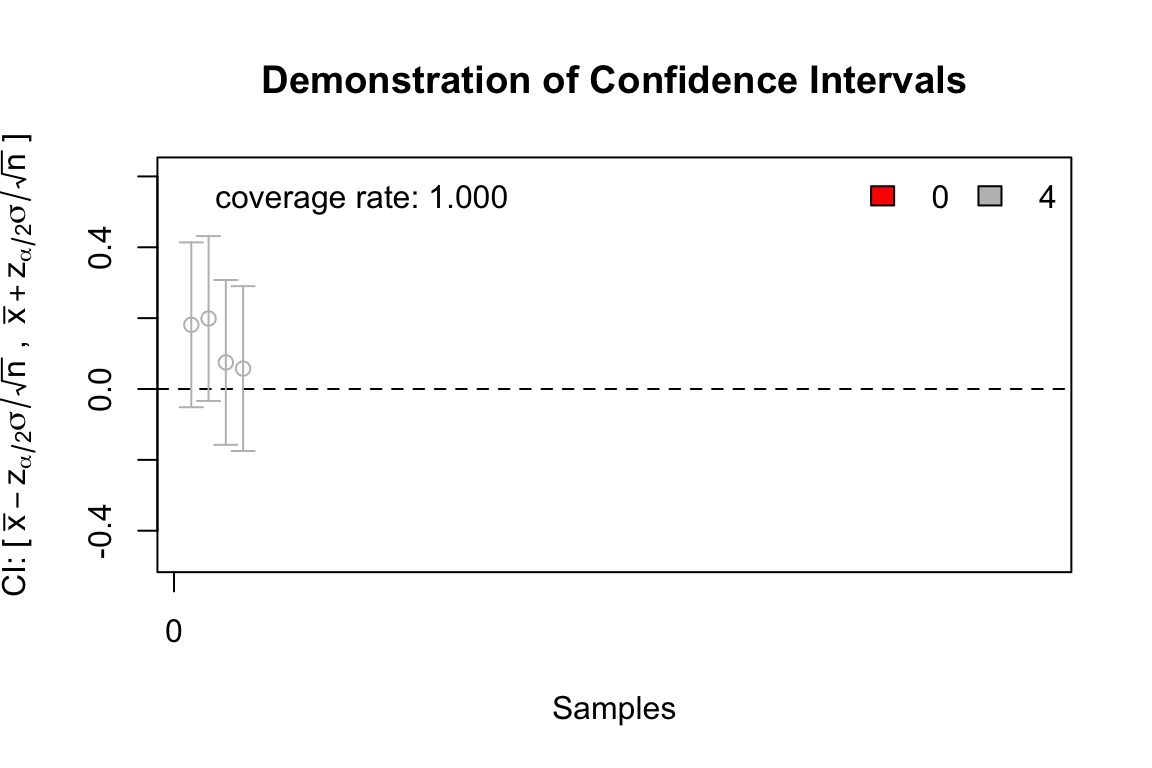 Demonstration of Confidence Intervals
coverage rate: 1.000
0
4
CI: [ x̅ − zα/2σ/√n , x̅ + zα/2σ/√n ]
0.4
0.0
-0.4
0
Samples